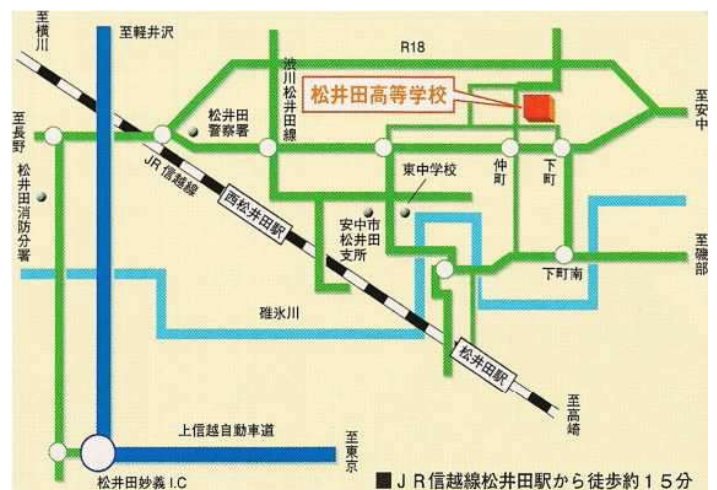 至横川
至軽井沢
R18
渋川松井田線
松井田高等学校
松井田
警察署
至安中
至長野
JR信越線
東中学校
仲町
下町
松井田消防分署
西松井田駅
安中市
松井田
支所
至磯部
下町南
碓氷川
松井田駅
至高崎
上信越自動車道
至東京
松井田妙義I.C
■JR信越線松井田駅から徒歩約15分